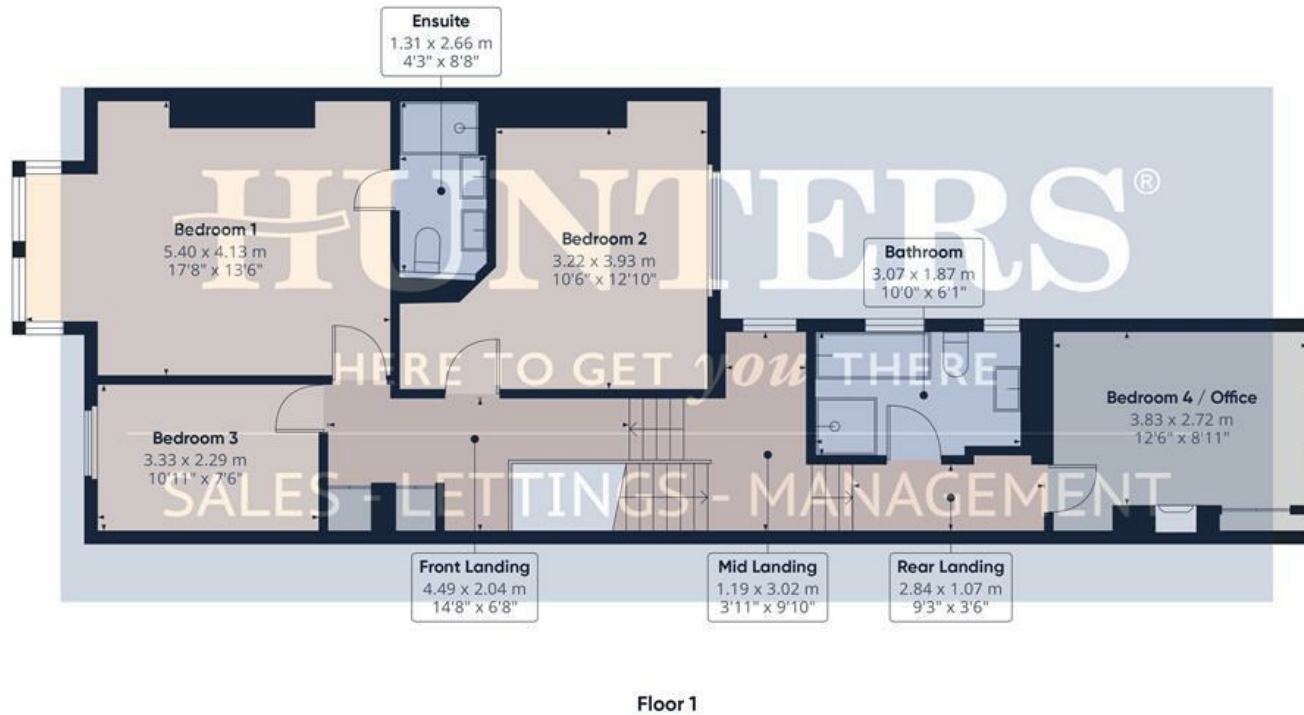 Ensuite
1.31 x 2.66 m
4'3" x 8'8"
HUNTERS®
Bedroom 1
5.40 x 4.13 m
17'8" x 13'6"
Bedroom 2
3.22 x 3.93 m
10'6" x 12'10"
Bathroom
3.07 x 1.87 m
10'0" x 6'1"
HERE TO GET you THERE
Bedroom 4 / Office
3.83 x 2.72 m
12'6" x 8'11"
Bedroom 3
3.33 x 2.29 m
10'11" x 7'6"
SALES - LETTINGS - MANAGEMENT
Front Landing
4.49 x 2.04 m
14'8" x 6'8"
Mid Landing
1.19 x 3.02 m
3'11" x 9'10"
Rear Landing
2.84 x 1.07 m
9'3" x 3'6"
Floor 1